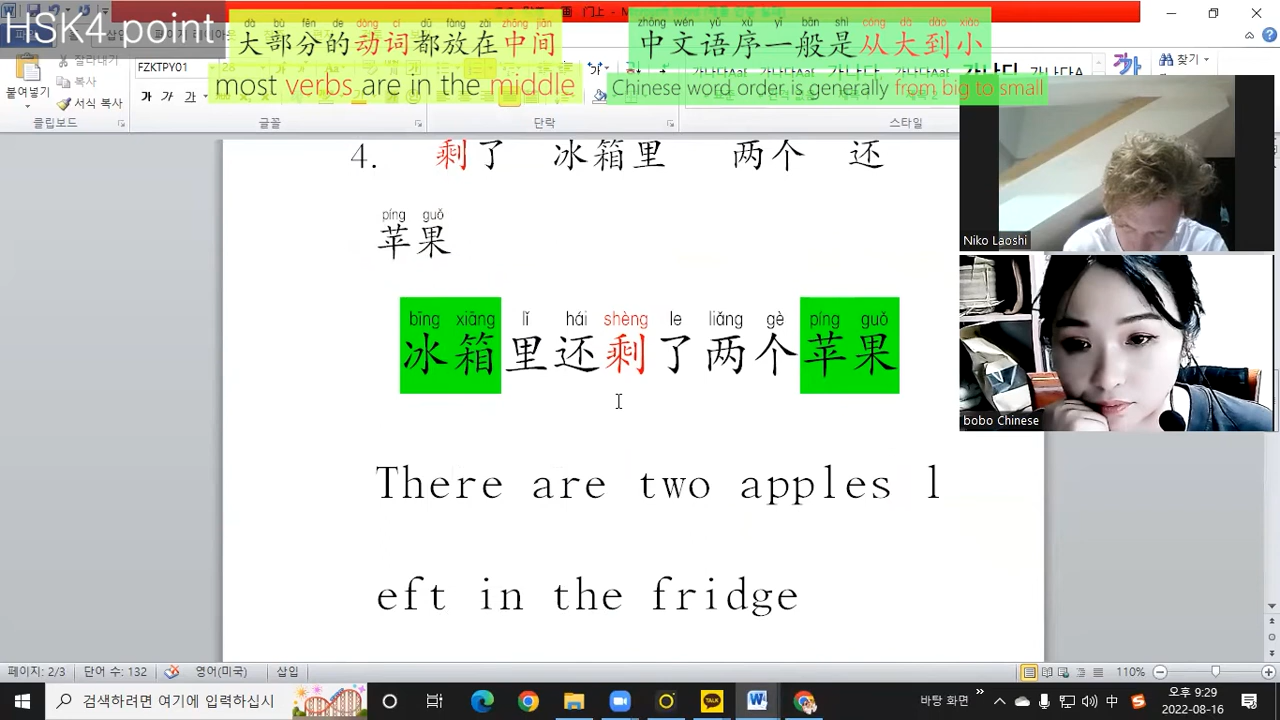 HSK4 point
dà bù fēn de dòng cí dōu fàng zài zhōng jiān
大部分的动词都放在中间
most verbs are in the middle
zhōng wén yǔ xù yī bān shì cóng dà dào xiǎo
中文语序一般是从大到小
Chinese word order is generally from big to small
FZKTPY01
붙여넣기
잘라내기
복사
서식 복사
찾기
가
가
가
클립보드
글꼴
단락
스타일
4. 剩了 冰箱里 两个 还
píng guǒ
苹果
bīng xiāng lǐ hái shèng le liǎng gè píng guǒ
冰箱里还剩了两个苹果
There are two apples l
eft in the fridge
Niko Laoshi
bobo Chinese
페이지: 2/3
단어 수: 132
영어(미국)
삽입
110%
검색하려면 여기에 입력하십시
TALK
바탕 화면
中
오후 9:29
2022-08-16